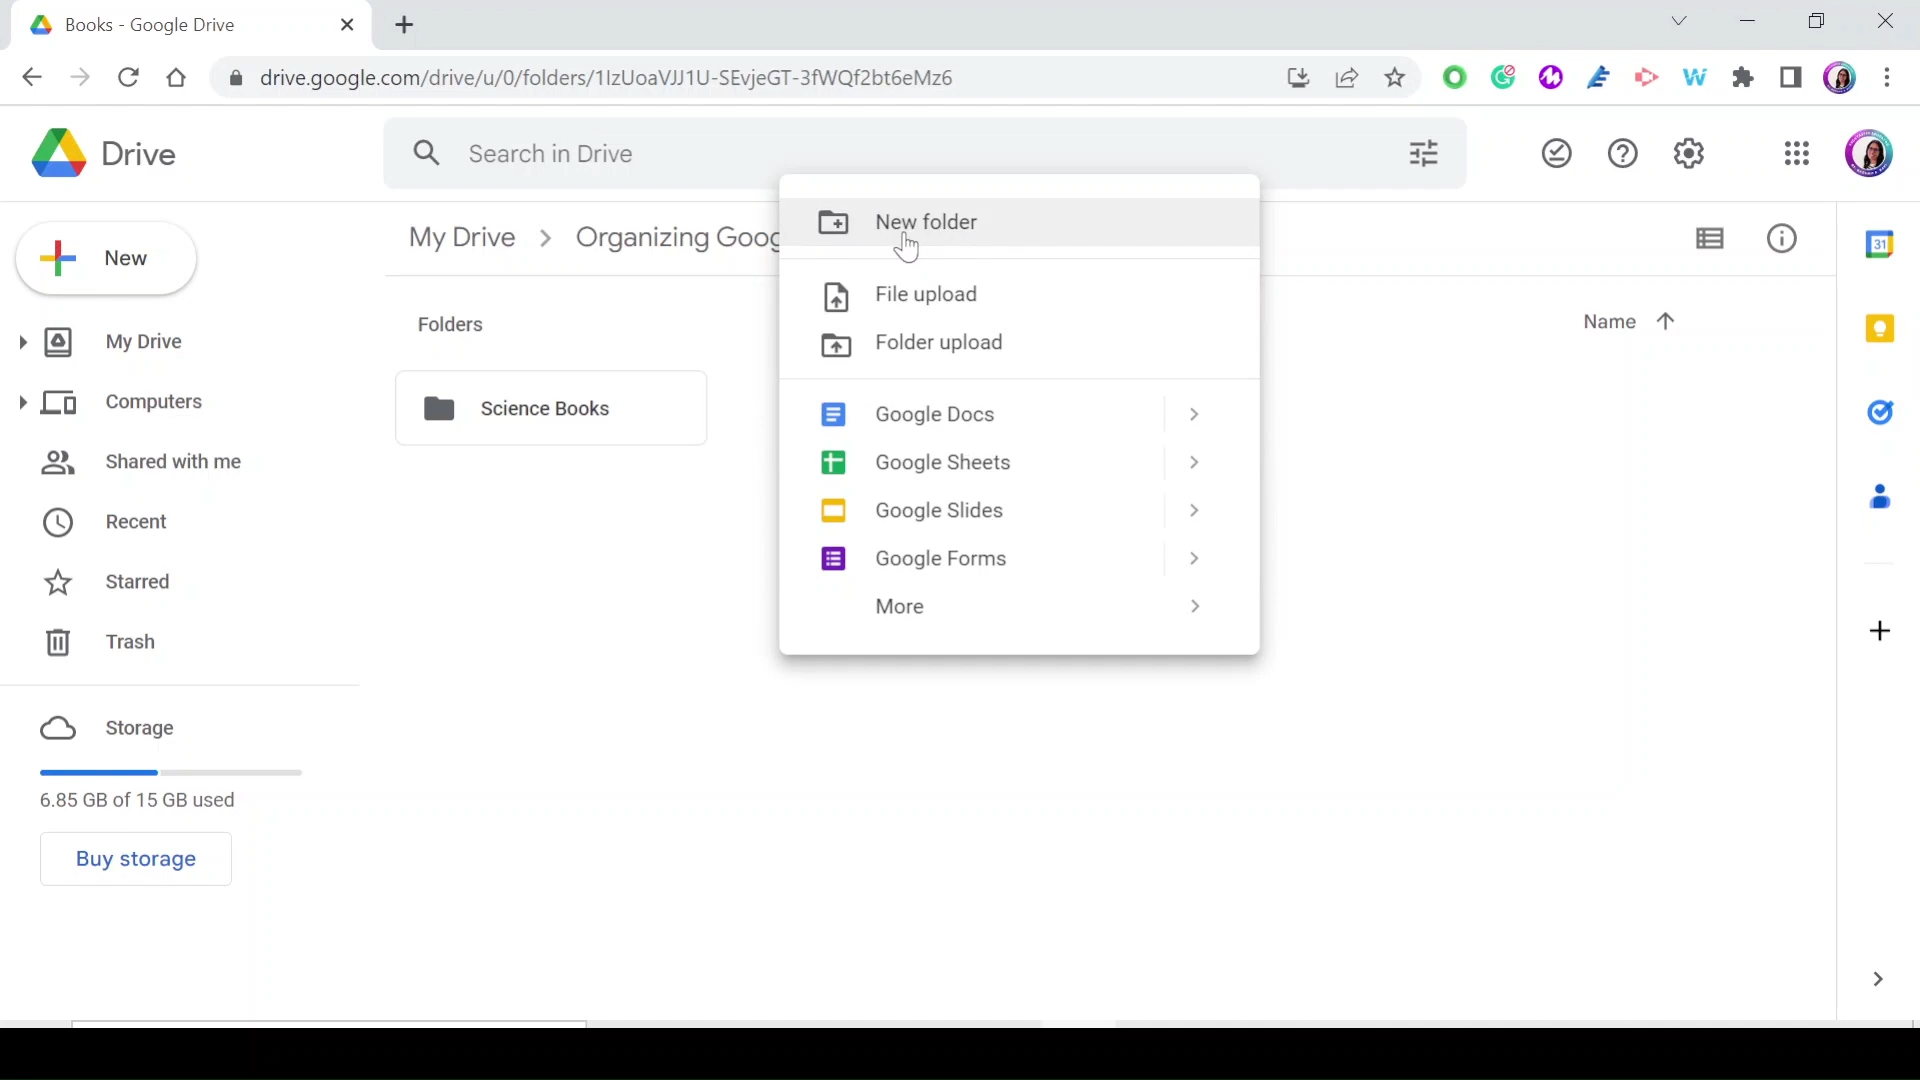 Books - Google Drive
drive.google.com/drive/u/0/folders/1IzUoaVJJ1U-SEvjeGT-3fWQf2bt6eMz6
Drive
Search in Drive
New
My Drive
Computers
Shared with me
Recent
Starred
Trash
Storage
6.85 GB of 15 GB used
Buy storage
My Drive > Organizing Goog
Folders
Name
Science Books
New folder
File upload
Folder upload
Google Docs
Google Sheets
Google Slides
Google Forms
More
31